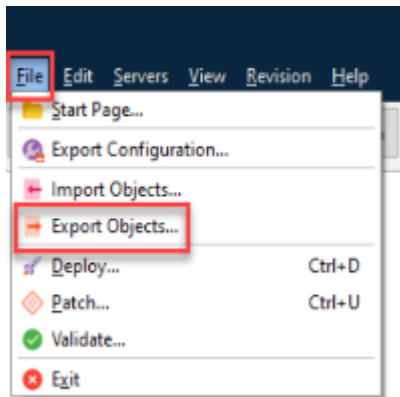 File Edit Servers View Revision Help
Start Page...
Export Configuration...
Import Objects...
Export Objects...
Deploy... Ctrl+D
Patch... Ctrl+U
Validate...
Exit